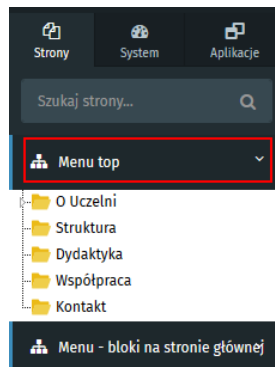 Strony System Aplikacje
Szukaj strony...
Menu top
O Uczelni
Struktura
Dydaktyka
Współpraca
Kontakt
Menu - bloki na stronie głównej